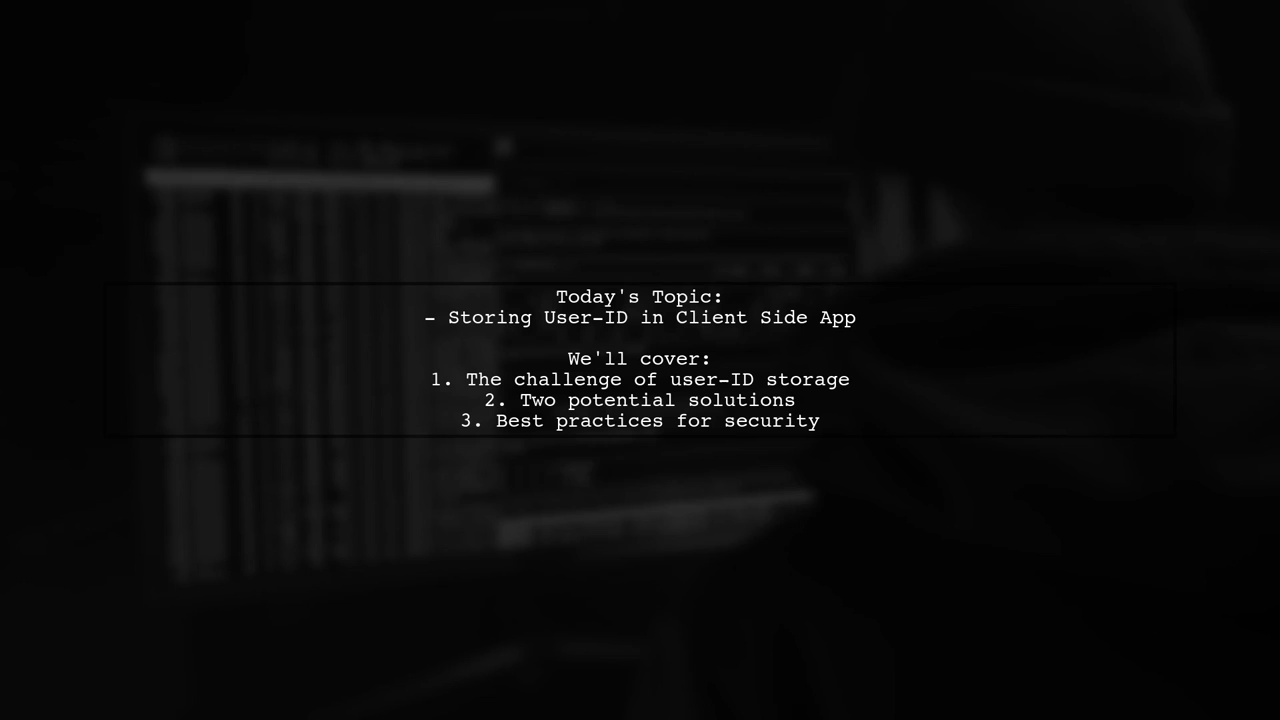 Today's Topic:
– Storing User-ID in Client Side App
We'll cover:
1. The challenge of user-ID storage
2. Two potential solutions
3. Best practices for security